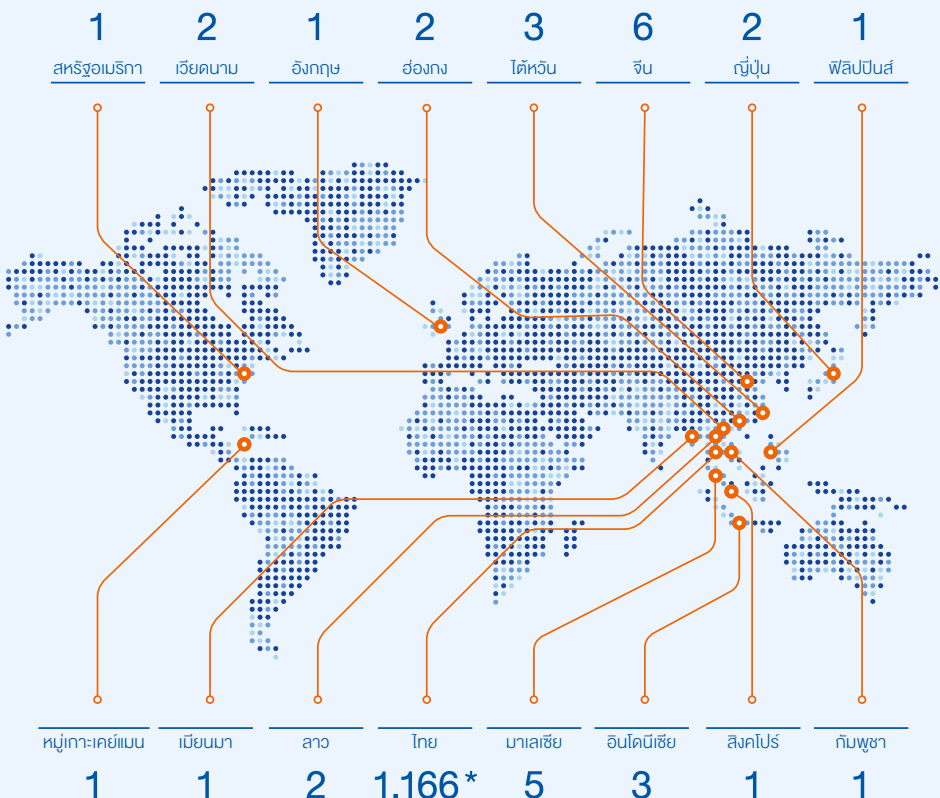 1 2 1 2 3 6 2 1
สหรัฐอเมริกา เวียดนาม อังกฤษ ฮ่องกง ไต้หวัน จีน ญี่ปุ่น ฟิลิปปินส์
หมู่เกาะเคย์แมน เมียนมา ลาว ไทย มาเลเซีย อินโดนีเซีย สิงคโปร์ กัมพูชา
1 1 2 1,166* 5 3 1 1